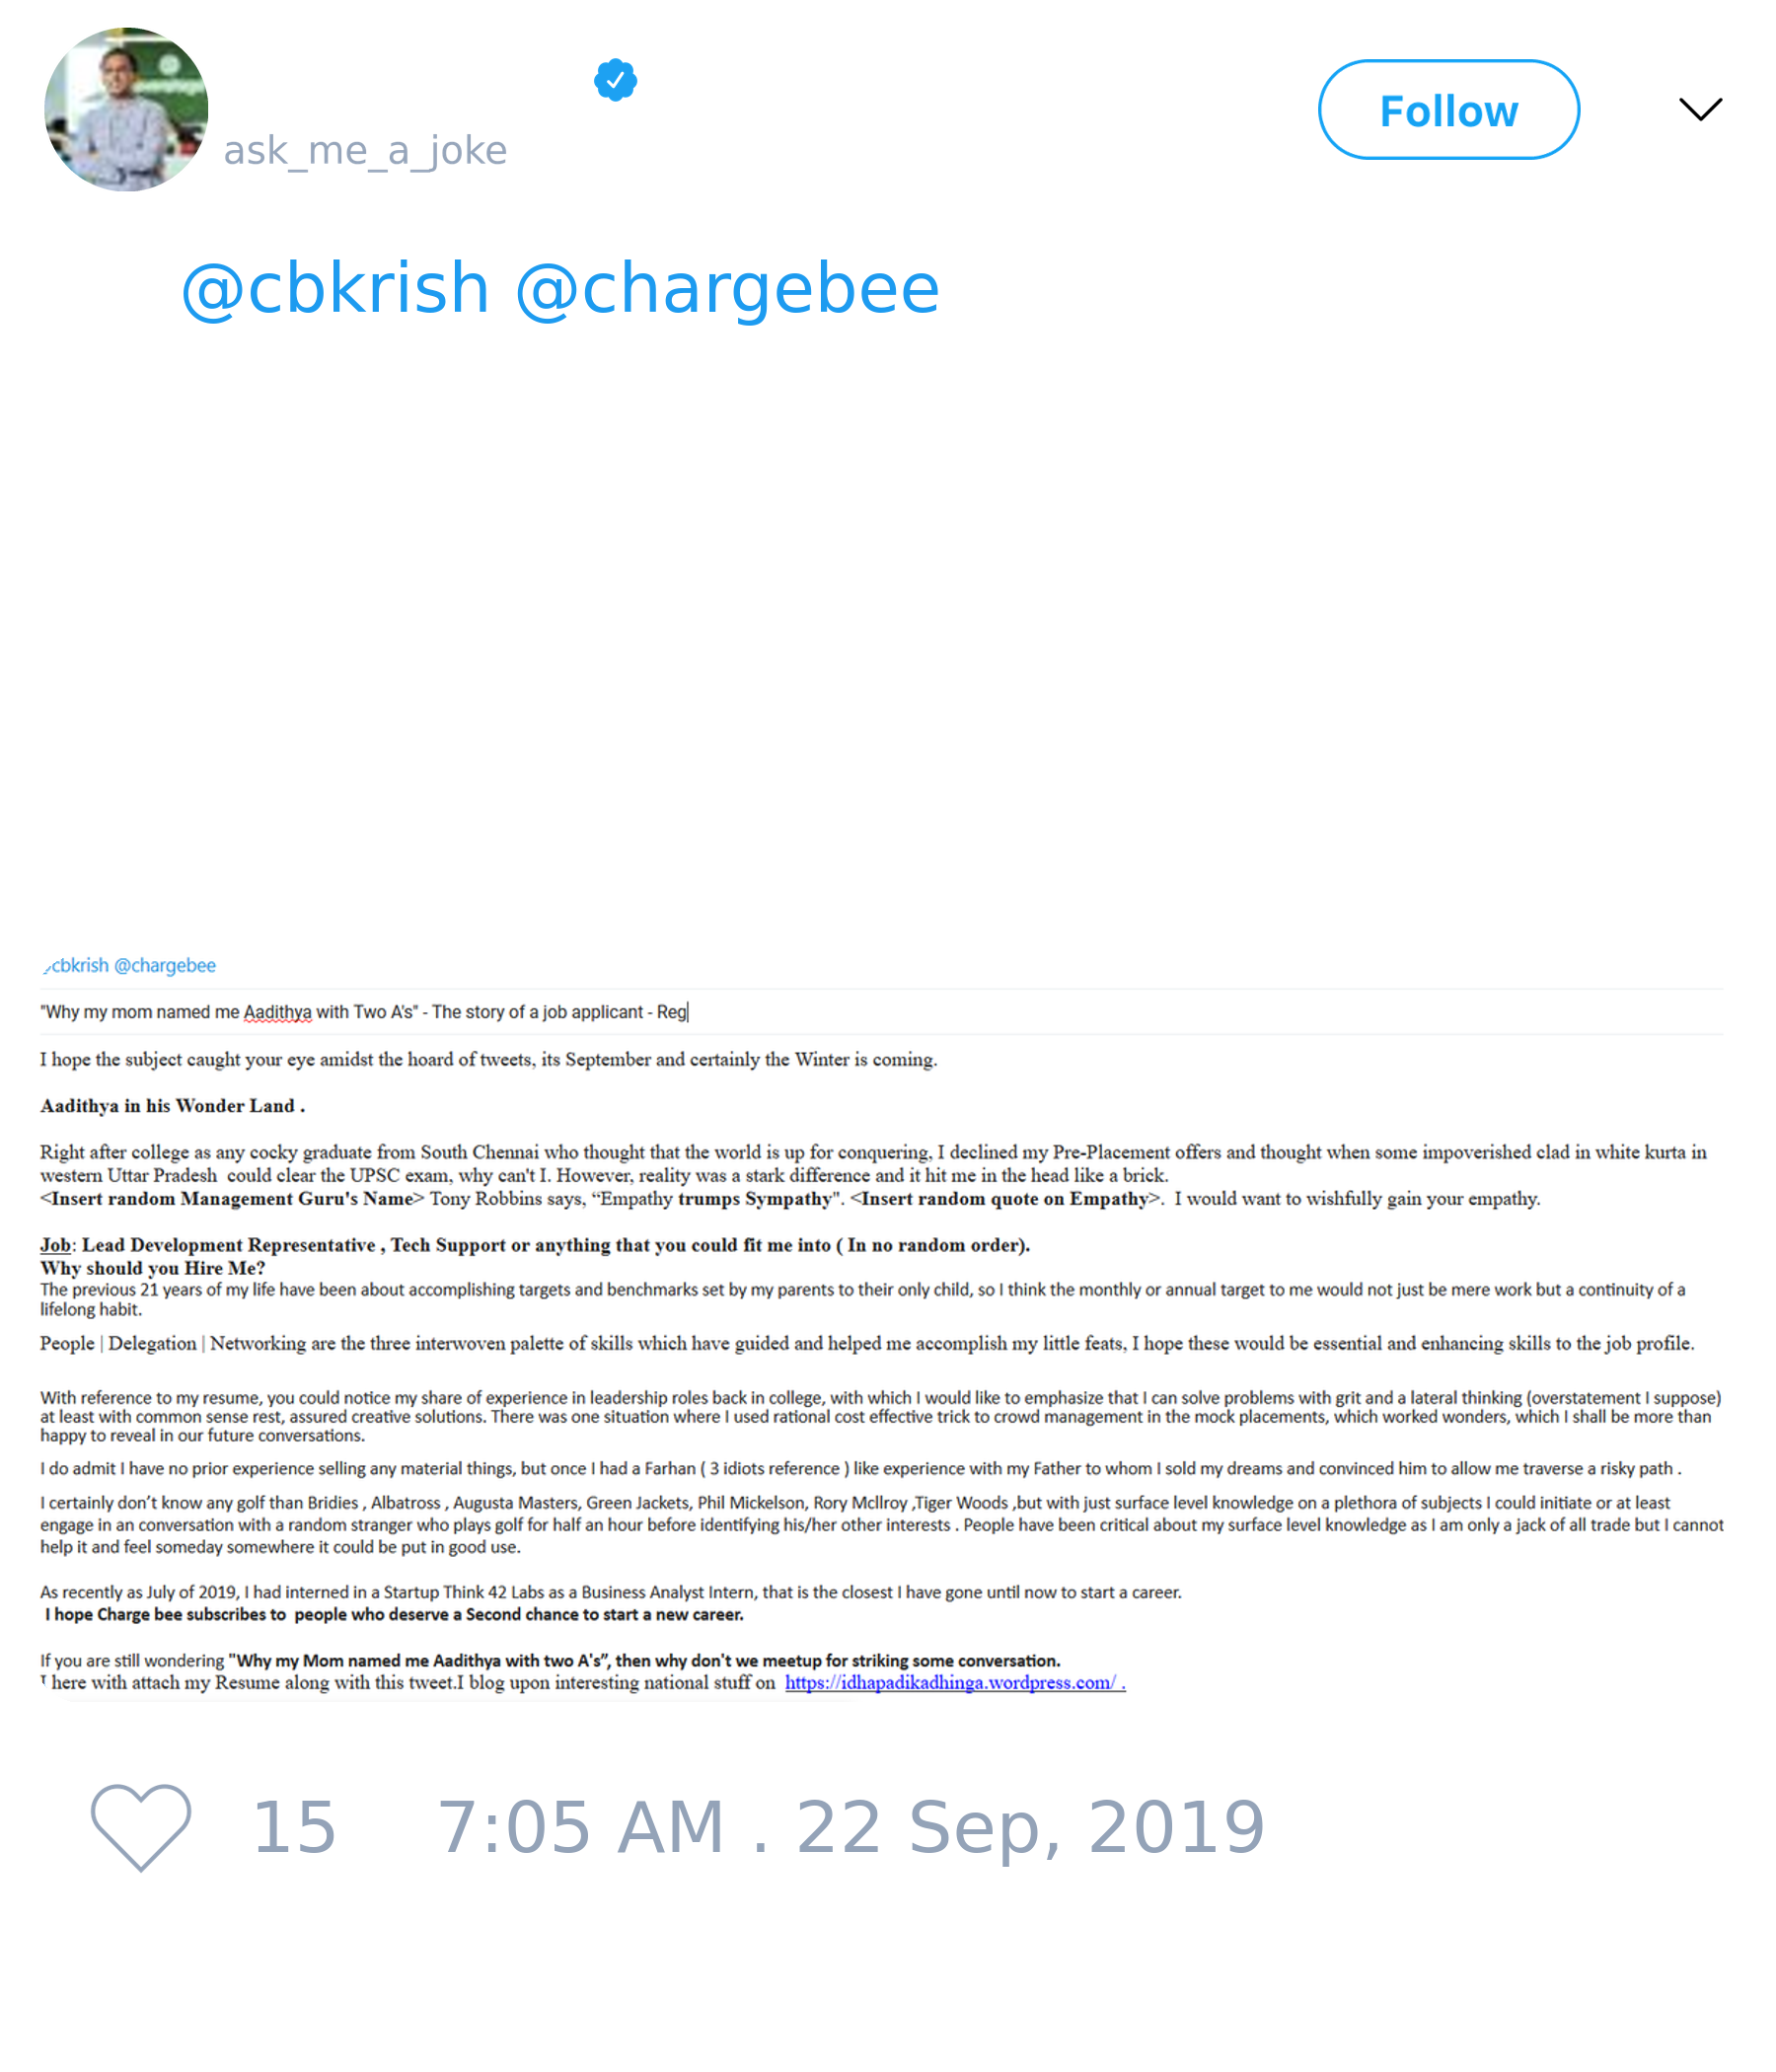 ask_me_a_joke
Follow
@cbkrish @chargebee
cbkrish @chargebee
"Why my mom named me Aadithya with Two A's" - The story of a job applicant - Reg
I hope the subject caught your eye amidst the hoard of tweets, its September and certainly the Winter is coming.
Aadithya in his Wonder Land .
Right after college as any cocky graduate from South Chennai who thought that the world is up for conquering, I declined my Pre-Placement offers and thought when some impoverished clad in white kurta in
western Uttar Pradesh could clear the UPSC exam, why can't I. However, reality was a stark difference and it hit me in the head like a brick.
<Insert random Management Guru's Name> Tony Robbins says, “Empathy trumps Sympathy". <Insert random quote on Empathy>. I would want to wishfully gain your empathy.
Job: Lead Development Representative , Tech Support or anything that you could fit me into ( In no random order).
Why should you Hire Me?
The previous 21 years of my life have been about accomplishing targets and benchmarks set by my parents to their only child, so I think the monthly or annual target to me would not just be mere work but a continuity of a
lifelong habit.
People | Delegation | Networking are the three interwoven palette of skills which have guided and helped me accomplish my little feats, I hope these would be essential and enhancing skills to the job profile.
With reference to my resume, you could notice my share of experience in leadership roles back in college, with which I would like to emphasize that I can solve problems with grit and a lateral thinking (overstatement I suppose)
at least with common sense rest, assured creative solutions. There was one situation where I used rational cost effective trick to crowd management in the mock placements, which worked wonders, which I shall be more than
happy to reveal in our future conversations.
I do admit I have no prior experience selling any material things, but once I had a Farhan ( 3 idiots reference ) like experience with my Father to whom I sold my dreams and convinced him to allow me traverse a risky path .
I certainly don’t know any golf than Bridies , Albatross , Augusta Masters, Green Jackets, Phil Mickelson, Rory McIlroy ,Tiger Woods ,but with just surface level knowledge on a plethora of subjects I could initiate or at least
engage in an conversation with a random stranger who plays golf for half an hour before identifying his/her other interests . People have been critical about my surface level knowledge as I am only a jack of all trade but I cannot
help it and feel someday somewhere it could be put in good use.
As recently as July of 2019, I had interned in a Startup Think 42 Labs as a Business Analyst Intern, that is the closest I have gone until now to start a career.
I hope Charge bee subscribes to people who deserve a Second chance to start a new career.
If you are still wondering "Why my Mom named me Aadithya with two A's”, then why don't we meetup for striking some conversation.
I here with attach my Resume along with this tweet.I blog upon interesting national stuff on https://idhapadikadhinga.wordpress.com/ .
15 7:05 AM . 22 Sep, 2019